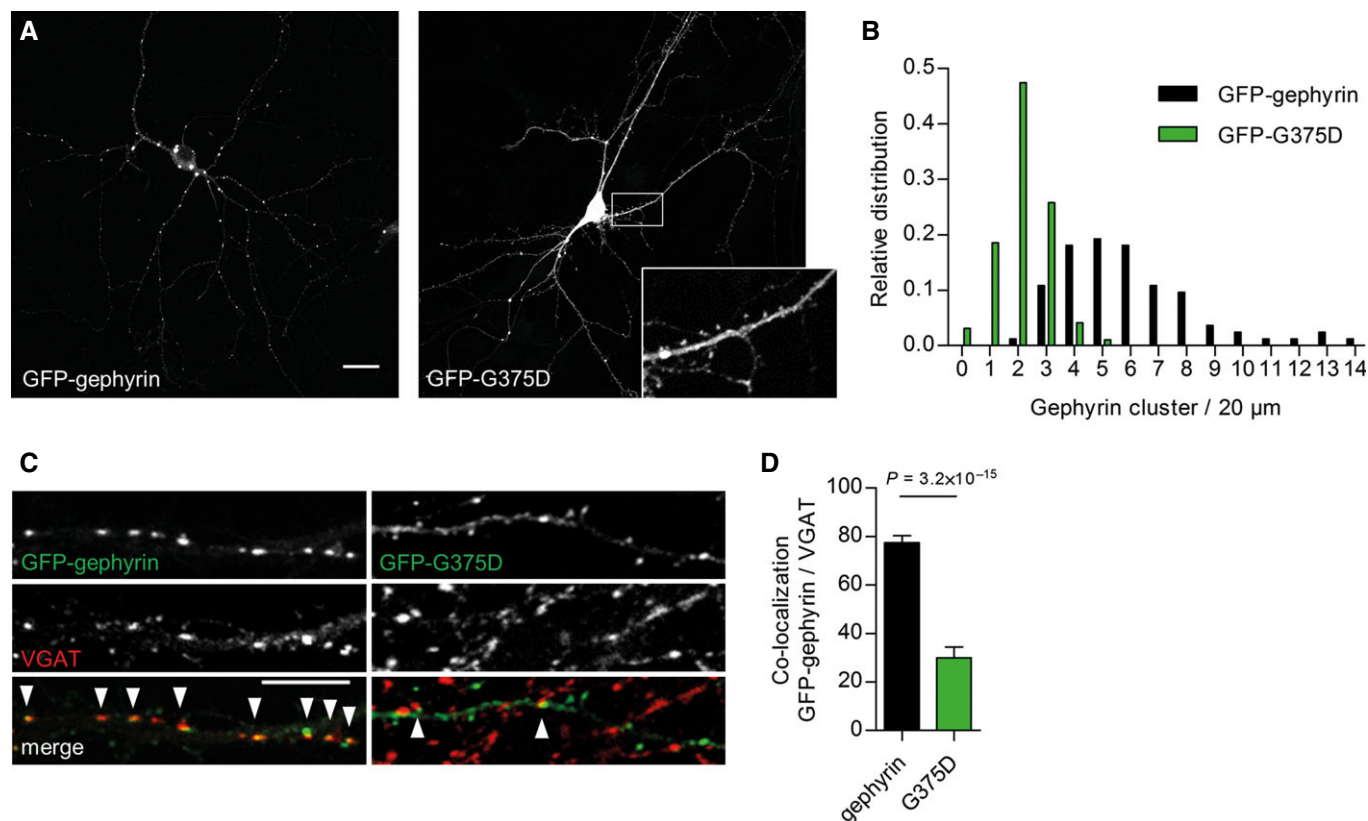 A
GFP-gephyrin
GFP-G375D
B
Relative distribution
0.5
0.4
0.3
0.2
0.1
0.0
GFP-gephyrin
GFP-G375D
0 1 2 3 4 5 6 7 8 9 10 11 12 13 14
Gephyrin cluster / 20 µm
C
GFP-gephyrin
GFP-G375D
VGAT
merge
D
P = 3.2×10⁻¹⁵
Co-localization
GFP-gephyrin / VGAT
100
80
60
40
20
0
gephyrin
G375D